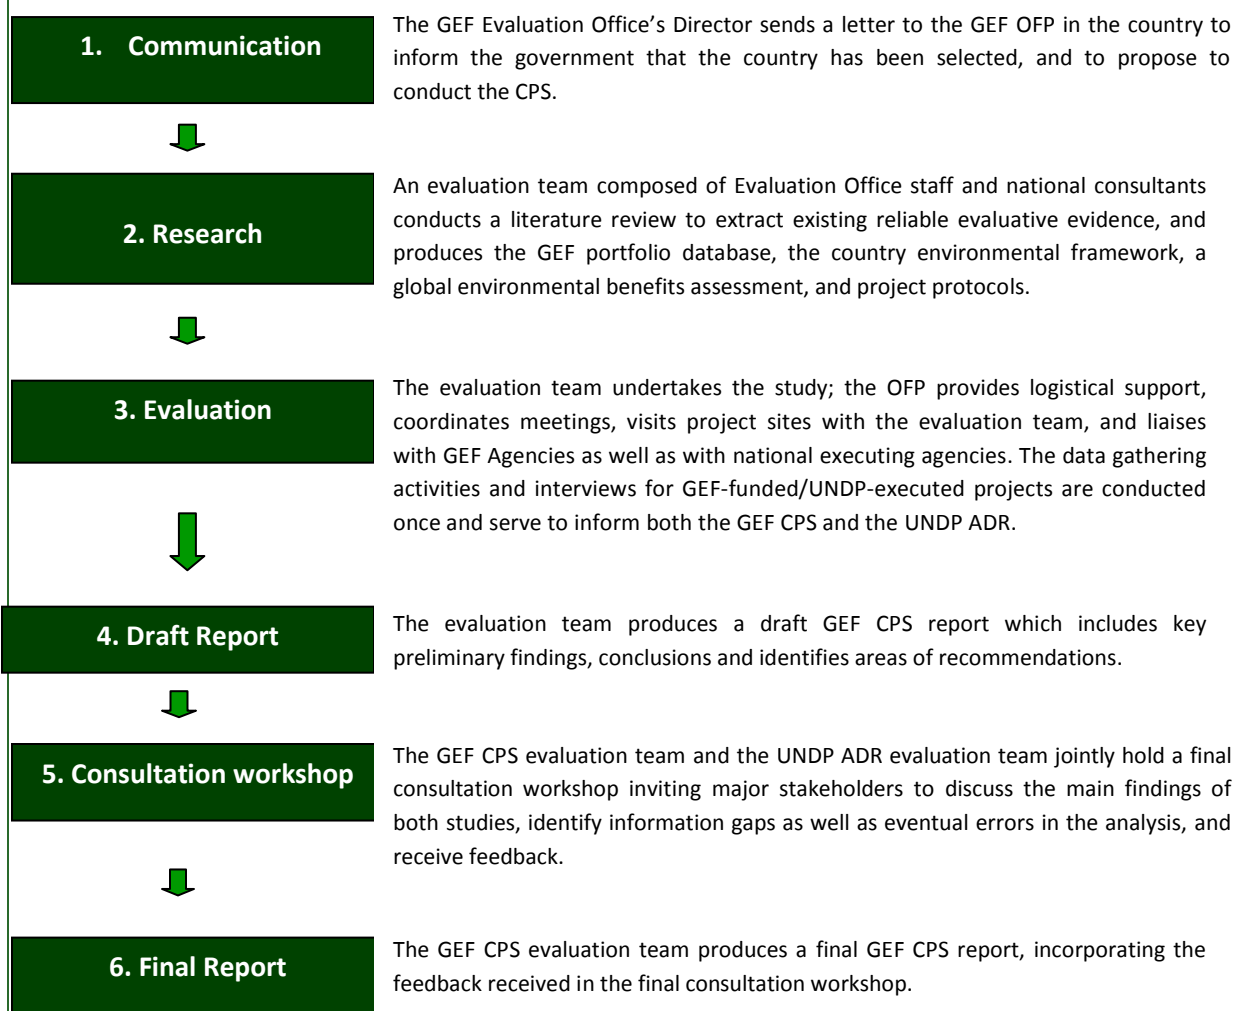 1. Communication
The GEF Evaluation Office’s Director sends a letter to the GEF OFP in the country to
inform the government that the country has been selected, and to propose to
conduct the CPS.
2. Research
An evaluation team composed of Evaluation Office staff and national consultants
conducts a literature review to extract existing reliable evaluative evidence, and
produces the GEF portfolio database, the country environmental framework, a
global environmental benefits assessment, and project protocols.
3. Evaluation
The evaluation team undertakes the study; the OFP provides logistical support,
coordinates meetings, visits project sites with the evaluation team, and liaises
with GEF Agencies as well as with national executing agencies. The data gathering
activities and interviews for GEF-funded/UNDP-executed projects are conducted
once and serve to inform both the GEF CPS and the UNDP ADR.
4. Draft Report
The evaluation team produces a draft GEF CPS report which includes key
preliminary findings, conclusions and identifies areas of recommendations.
5. Consultation workshop
The GEF CPS evaluation team and the UNDP ADR evaluation team jointly hold a final
consultation workshop inviting major stakeholders to discuss the main findings of
both studies, identify information gaps as well as eventual errors in the analysis, and
receive feedback.
6. Final Report
The GEF CPS evaluation team produces a final GEF CPS report, incorporating the
feedback received in the final consultation workshop.